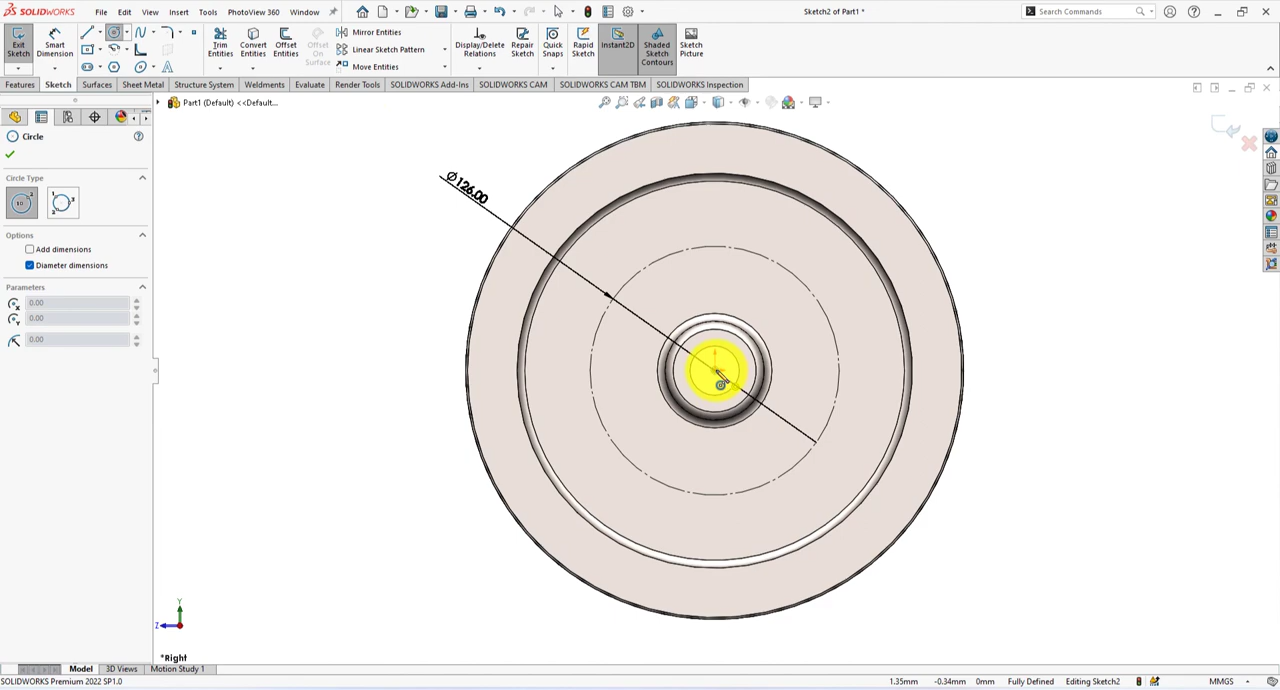 SOLIDWORKS File Edit View Insert Tools PhotoView 360 Window Sketch2 of Part1 * Search Commands
Exit Sketch
Smart Dimension
Trim Entities
Convert Entities
Offset Entities
Offset On Surface
Mirror Entities
Linear Sketch Pattern
Move Entities
Display/Delete Relations
Repair Sketch
Quick Snaps
Rapid Sketch
Instant2D
Shaded Sketch Contours
Sketch Picture
Features Sketch Surfaces Sheet Metal Structure System Weldments Evaluate Render Tools SOLIDWORKS Add-Ins SOLIDWORKS CAM SOLIDWORKS CAM TBM SOLIDWORKS Inspection
Part1 (Default) <<Default...
Circle
Circle Type
Options
Add dimensions
Diameter dimensions
Parameters
0.00
0.00
0.00
Ø126.00
Y
Z
*Right
Model 3D Views Motion Study 1
SOLIDWORKS Premium 2022 SP1.0 1.35mm -0.34mm 0mm Fully Defined Editing Sketch2 MMGS